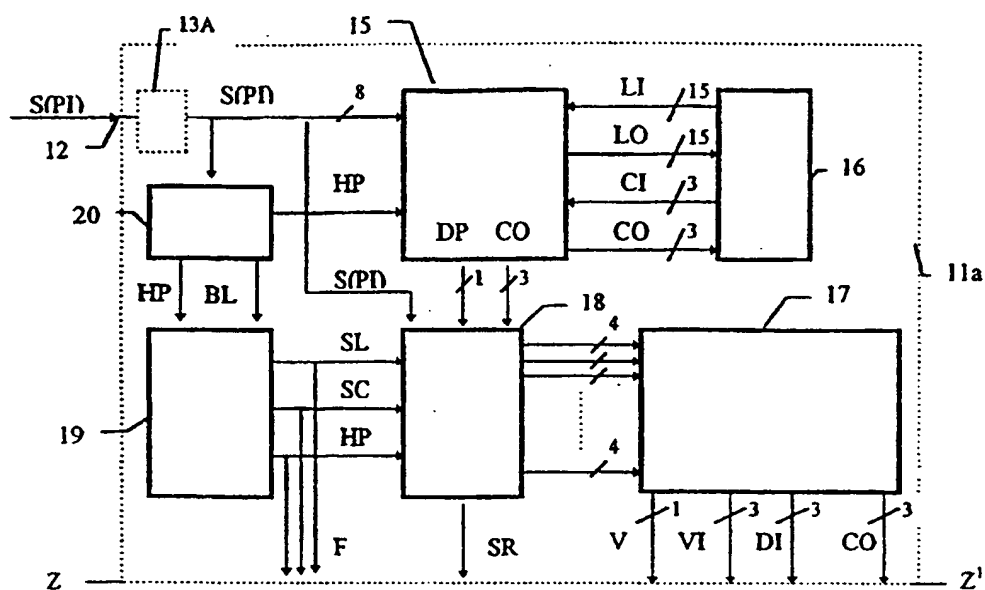 13A
15
S(PI)
S(PI)
8
LI
15
12
LO
15
16
HP
CI
3
20
DP
CO
CO
3
11a
HP
BL
S(PI)
1
3
18
17
SL
4
SC
19
HP
4
F
SR
V
1
VI
3
DI
3
CO
3
Z
Z'